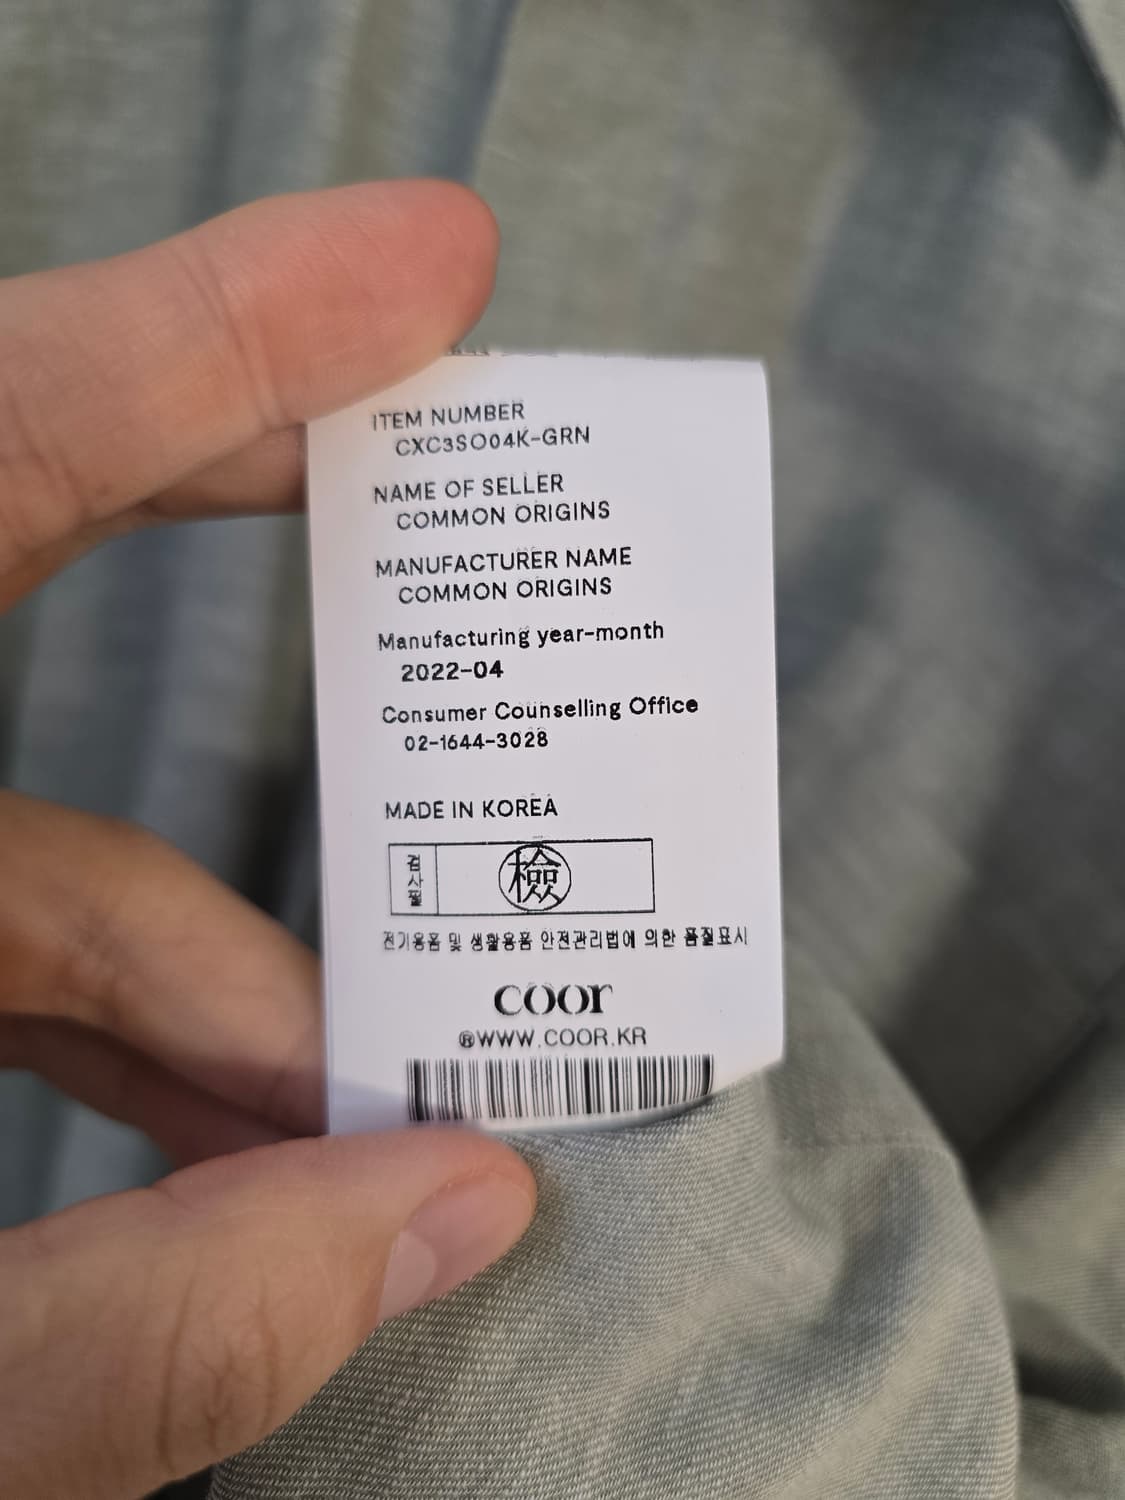 ITEM NUMBER
CXC3SO04K-GRN
NAME OF SELLER
COMMON ORIGINS
MANUFACTURER NAME
COMMON ORIGINS
Manufacturing year-month
2022-04
Consumer Counselling Office
02-1644-3028
MADE IN KOREA
검사필
檢
전기용품 및 생활용품 안전관리법에 의한 품질표시
coor
®WWW.COOR.KR